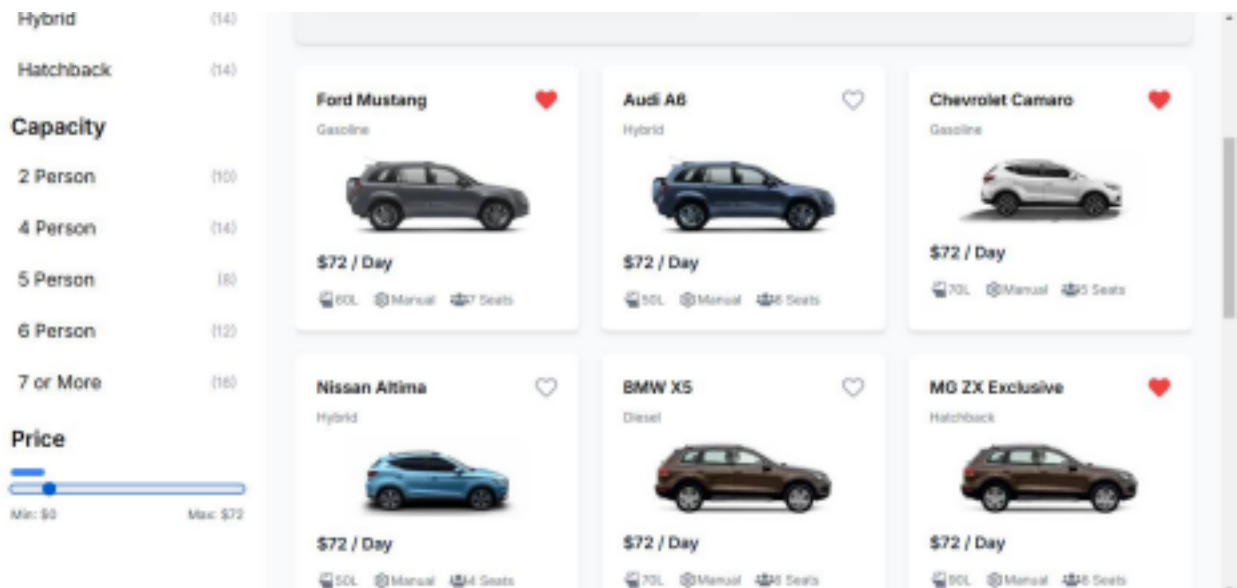 Hybrid (14)
Hatchback (14)
Capacity
2 Person (10)
4 Person (14)
5 Person (8)
6 Person (12)
7 or More (16)
Price
Min: $0 Max: $72
Ford Mustang
Gasoline
$72 / Day
Manual 7 Seats
Audi A6
Hybrid
$72 / Day
50L Manual 6 Seats
Chevrolet Camaro
Gasoline
$72 / Day
70L Manual 5 Seats
Nissan Altima
Hybrid
$72 / Day
50L Manual 4 Seats
BMW X5
Diesel
$72 / Day
70L Manual Seats
MG ZX Exclusive
Hatchback
$72 / Day
Manual Seats